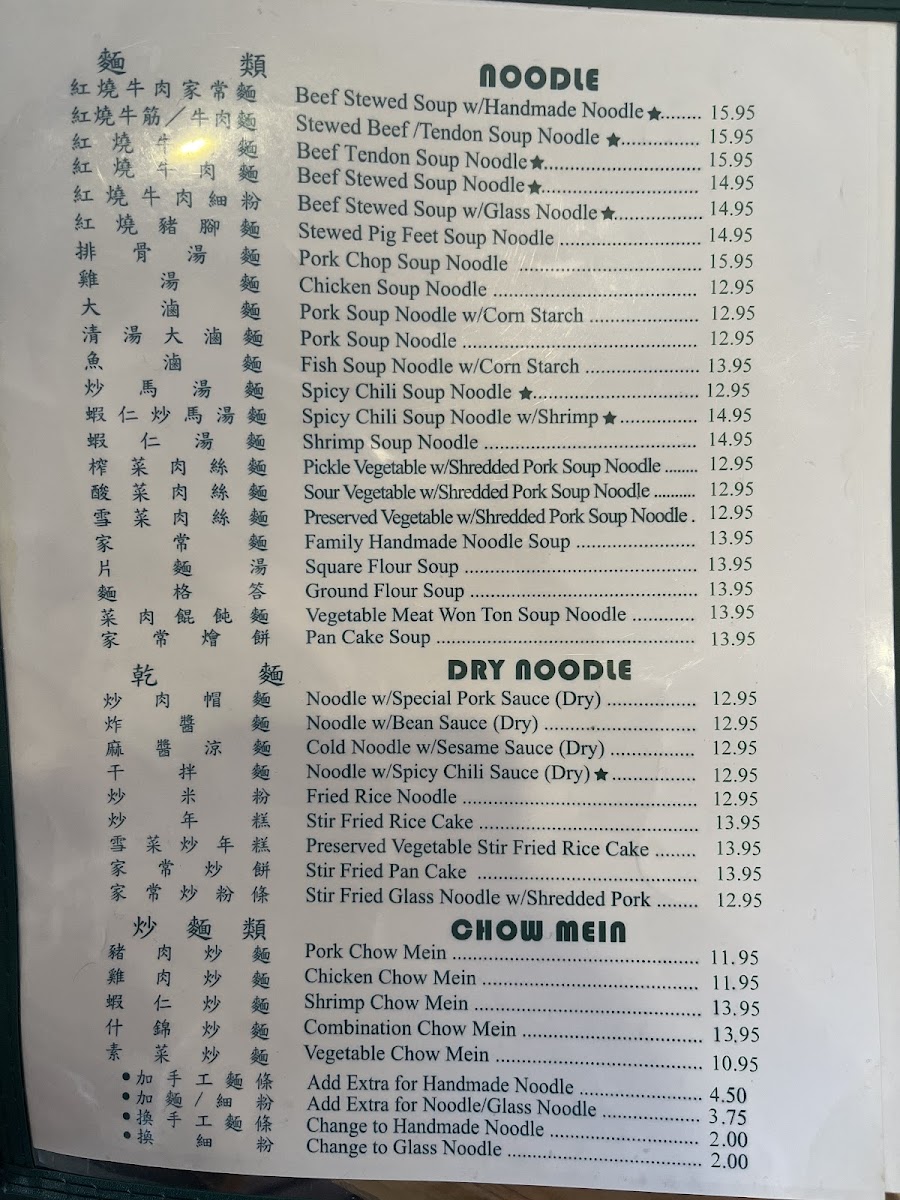 麵類 NOODLE
紅燒牛肉家常麵 Beef Stewed Soup w/Handmade Noodle★........ 15.95
紅燒牛筋/牛肉麵 Stewed Beef /Tendon Soup Noodle ★............... 15.95
紅燒牛麵 Beef Tendon Soup Noodle★.............................. 15.95
紅燒牛肉麵 Beef Stewed Soup Noodle★.............................. 14.95
紅燒牛肉細粉 Beef Stewed Soup w/Glass Noodle★................. 14.95
紅燒豬腳麵 Stewed Pig Feet Soup Noodle ........................... 14.95
排骨湯麵 Pork Chop Soup Noodle ................................... 15.95
雞湯麵 Chicken Soup Noodle ....................................... 12.95
大滷麵 Pork Soup Noodle w/Corn Starch ..................... 12.95
清湯大滷麵 Pork Soup Noodle ............................................. 12.95
魚滷麵 Fish Soup Noodle w/Corn Starch ...................... 13.95
炒馬湯麵 Spicy Chili Soup Noodle ★................................ 12.95
蝦仁炒馬湯麵 Spicy Chili Soup Noodle w/Shrimp★................. 14.95
蝦仁湯麵 Shrimp Soup Noodle ......................................... 14.95
榨菜肉絲麵 Pickle Vegetable w/Shredded Pork Soup Noodle ........ 12.95
酸菜肉絲麵 Sour Vegetable w/Shredded Pork Soup Noodle .......... 12.95
雪菜肉絲麵 Preserved Vegetable w/Shredded Pork Soup Noodle . 12.95
家常麵 Family Handmade Noodle Soup ....................... 13.95
片麵湯 Square Flour Soup ............................................. 13.95
麵格答 Ground Flour Soup ............................................ 13.95
菜肉餛飩麵 Vegetable Meat Won Ton Soup Noodle ............ 13.95
家常燴餅 Pan Cake Soup .................................................. 13.95
乾麵 DRY NOODLE
炒肉帽麵 Noodle w/Special Pork Sauce (Dry) ................. 12.95
炸醬麵 Noodle w/Bean Sauce (Dry) ............................. 12.95
麻醬涼麵 Cold Noodle w/Sesame Sauce (Dry) ................ 12.95
干拌麵 Noodle w/Spicy Chili Sauce (Dry)★................ 12.95
炒米粉 Fried Rice Noodle ............................................. 12.95
炒年糕 Stir Fried Rice Cake .......................................... 13.95
雪菜炒年糕 Preserved Vegetable Stir Fried Rice Cake ........ 13.95
家常炒餅 Stir Fried Pan Cake .......................................... 13.95
家常炒粉條 Stir Fried Glass Noodle w/Shredded Pork ........ 12.95
炒麵類 CHOW MEIN
豬肉炒麵 Pork Chow Mein ............................................... 11.95
雞肉炒麵 Chicken Chow Mein .......................................... 11.95
蝦仁炒麵 Shrimp Chow Mein ........................................... 13.95
什錦炒麵 Combination Chow Mein .................................. 13.95
素菜炒麵 Vegetable Chow Mein ....................................... 10.95
•加手工麵條 Add Extra for Handmade Noodle ....................... 4.50
•加麵/細粉 Add Extra for Noodle/Glass Noodle ................... 3.75
•換手工麵條 Change to Handmade Noodle ............................ 2.00
•換細粉 Change to Glass Noodle ..................................... 2.00